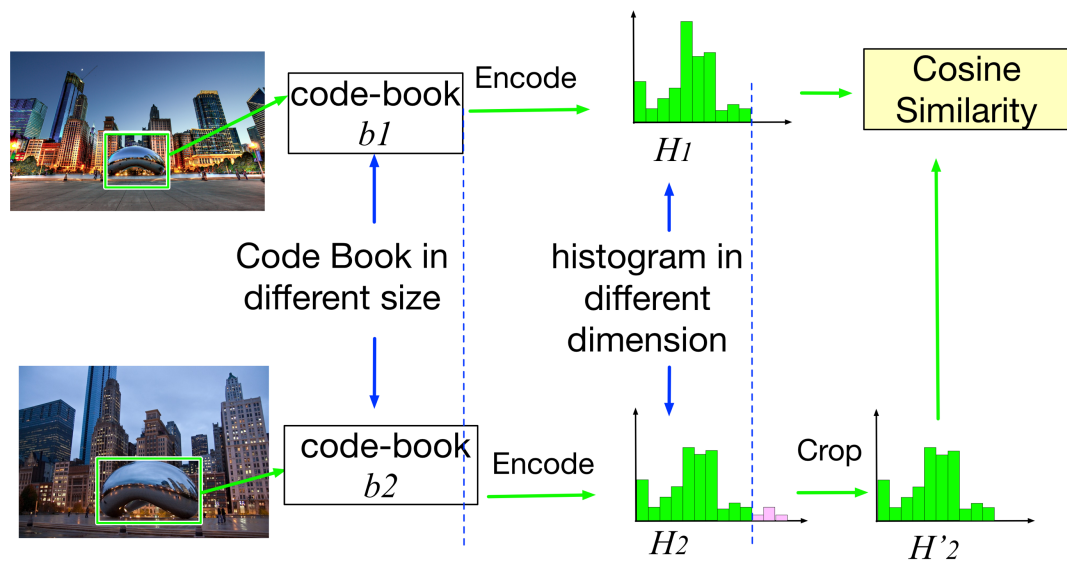 code-book
b1
Encode
H1
Cosine
Similarity
Code Book in
different size
histogram in
different
dimension
code-book
b2
Encode
H2
Crop
H’2